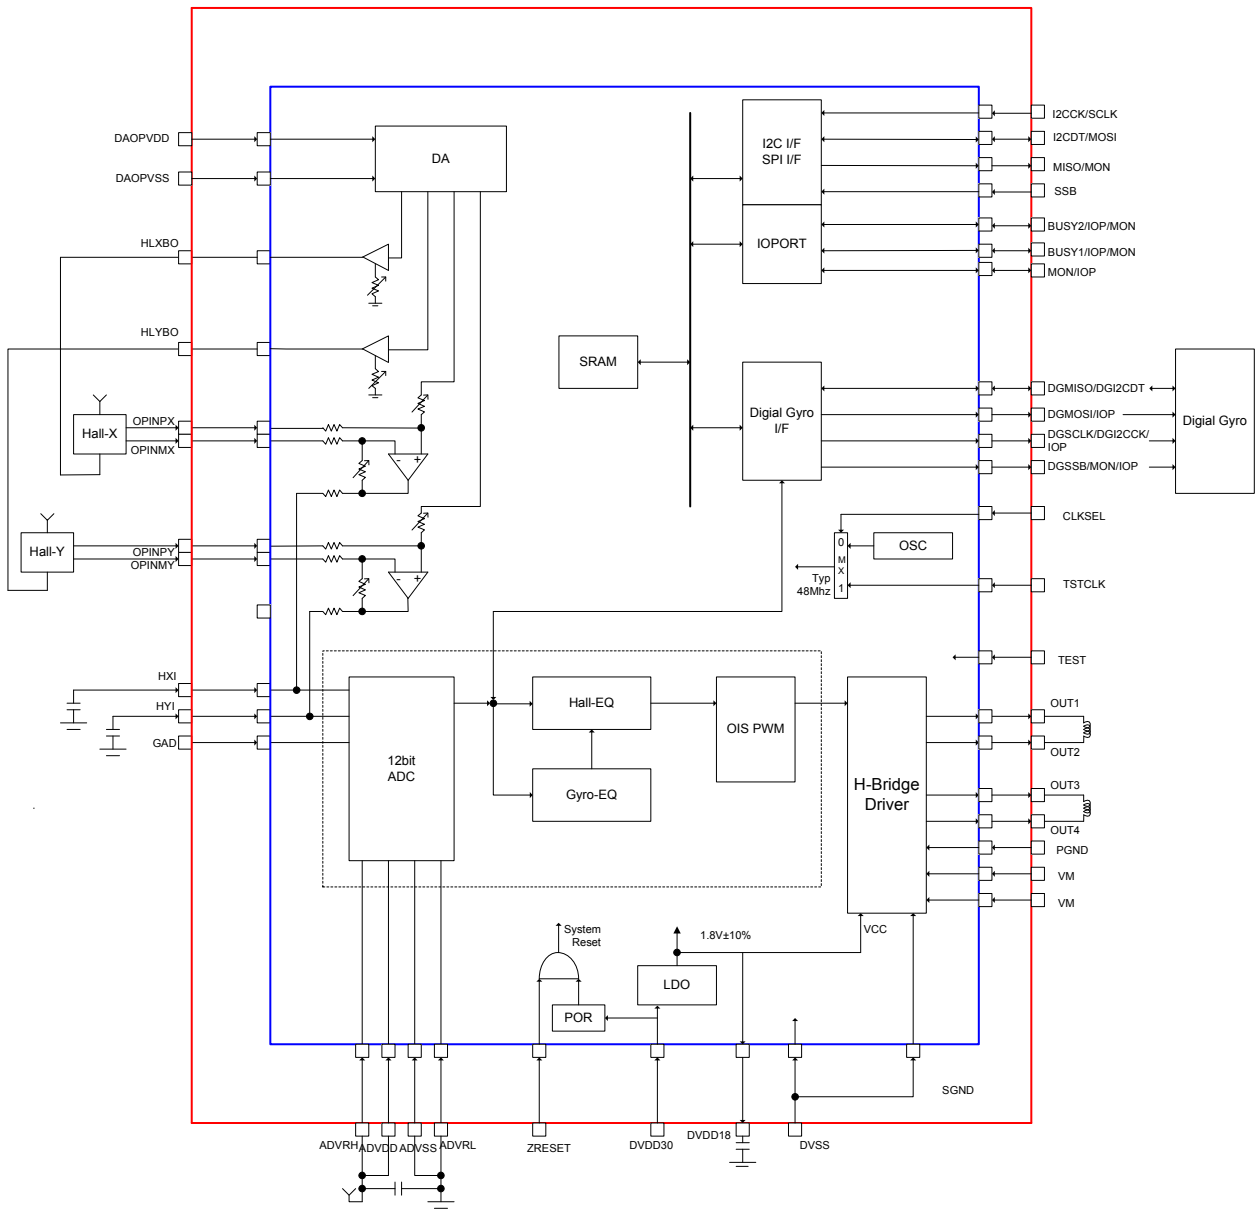 DAOPVDD
DAOPVSS
HLXBO
HLYBO
DA
I2C I/F
SPI I/F
IOPORT
I2CCK/SCLK
I2CDT/MOSI
MISO/MON
SSB
BUSY2/IOP/MON
BUSY1/IOP/MON
MON/IOP
SRAM
Digial Gyro
I/F
DGMISO/DGI2CDT
DGMOSI/IOP
DGSCLK/DGI2CCK/
IOP
DGSSB/MON/IOP
Digial Gyro
Hall-X
OPINPX
OPINMX
- +
Hall-Y
OPINPY
OPINMY
- +
CLKSEL
OSC
0
M
X
1
Typ
48Mhz
TSTCLK
TEST
HXI
HYI
GAD
12bit
ADC
Hall-EQ
Gyro-EQ
OIS PWM
H-Bridge
Driver
OUT1
OUT2
OUT3
OUT4
PGND
VM
VM
System
Reset
1.8V±10%
VCC
LDO
POR
SGND
ADVRH
ADVDD
ADVSS
ADVRL
ZRESET
DVDD30
DVDD18
DVSS